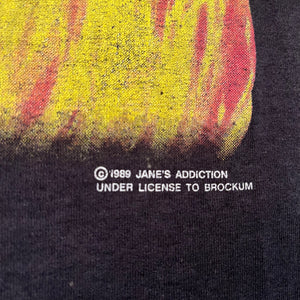 ©1989 JANE'S ADDICTION
UNDER LICENSE TO BROCKUM